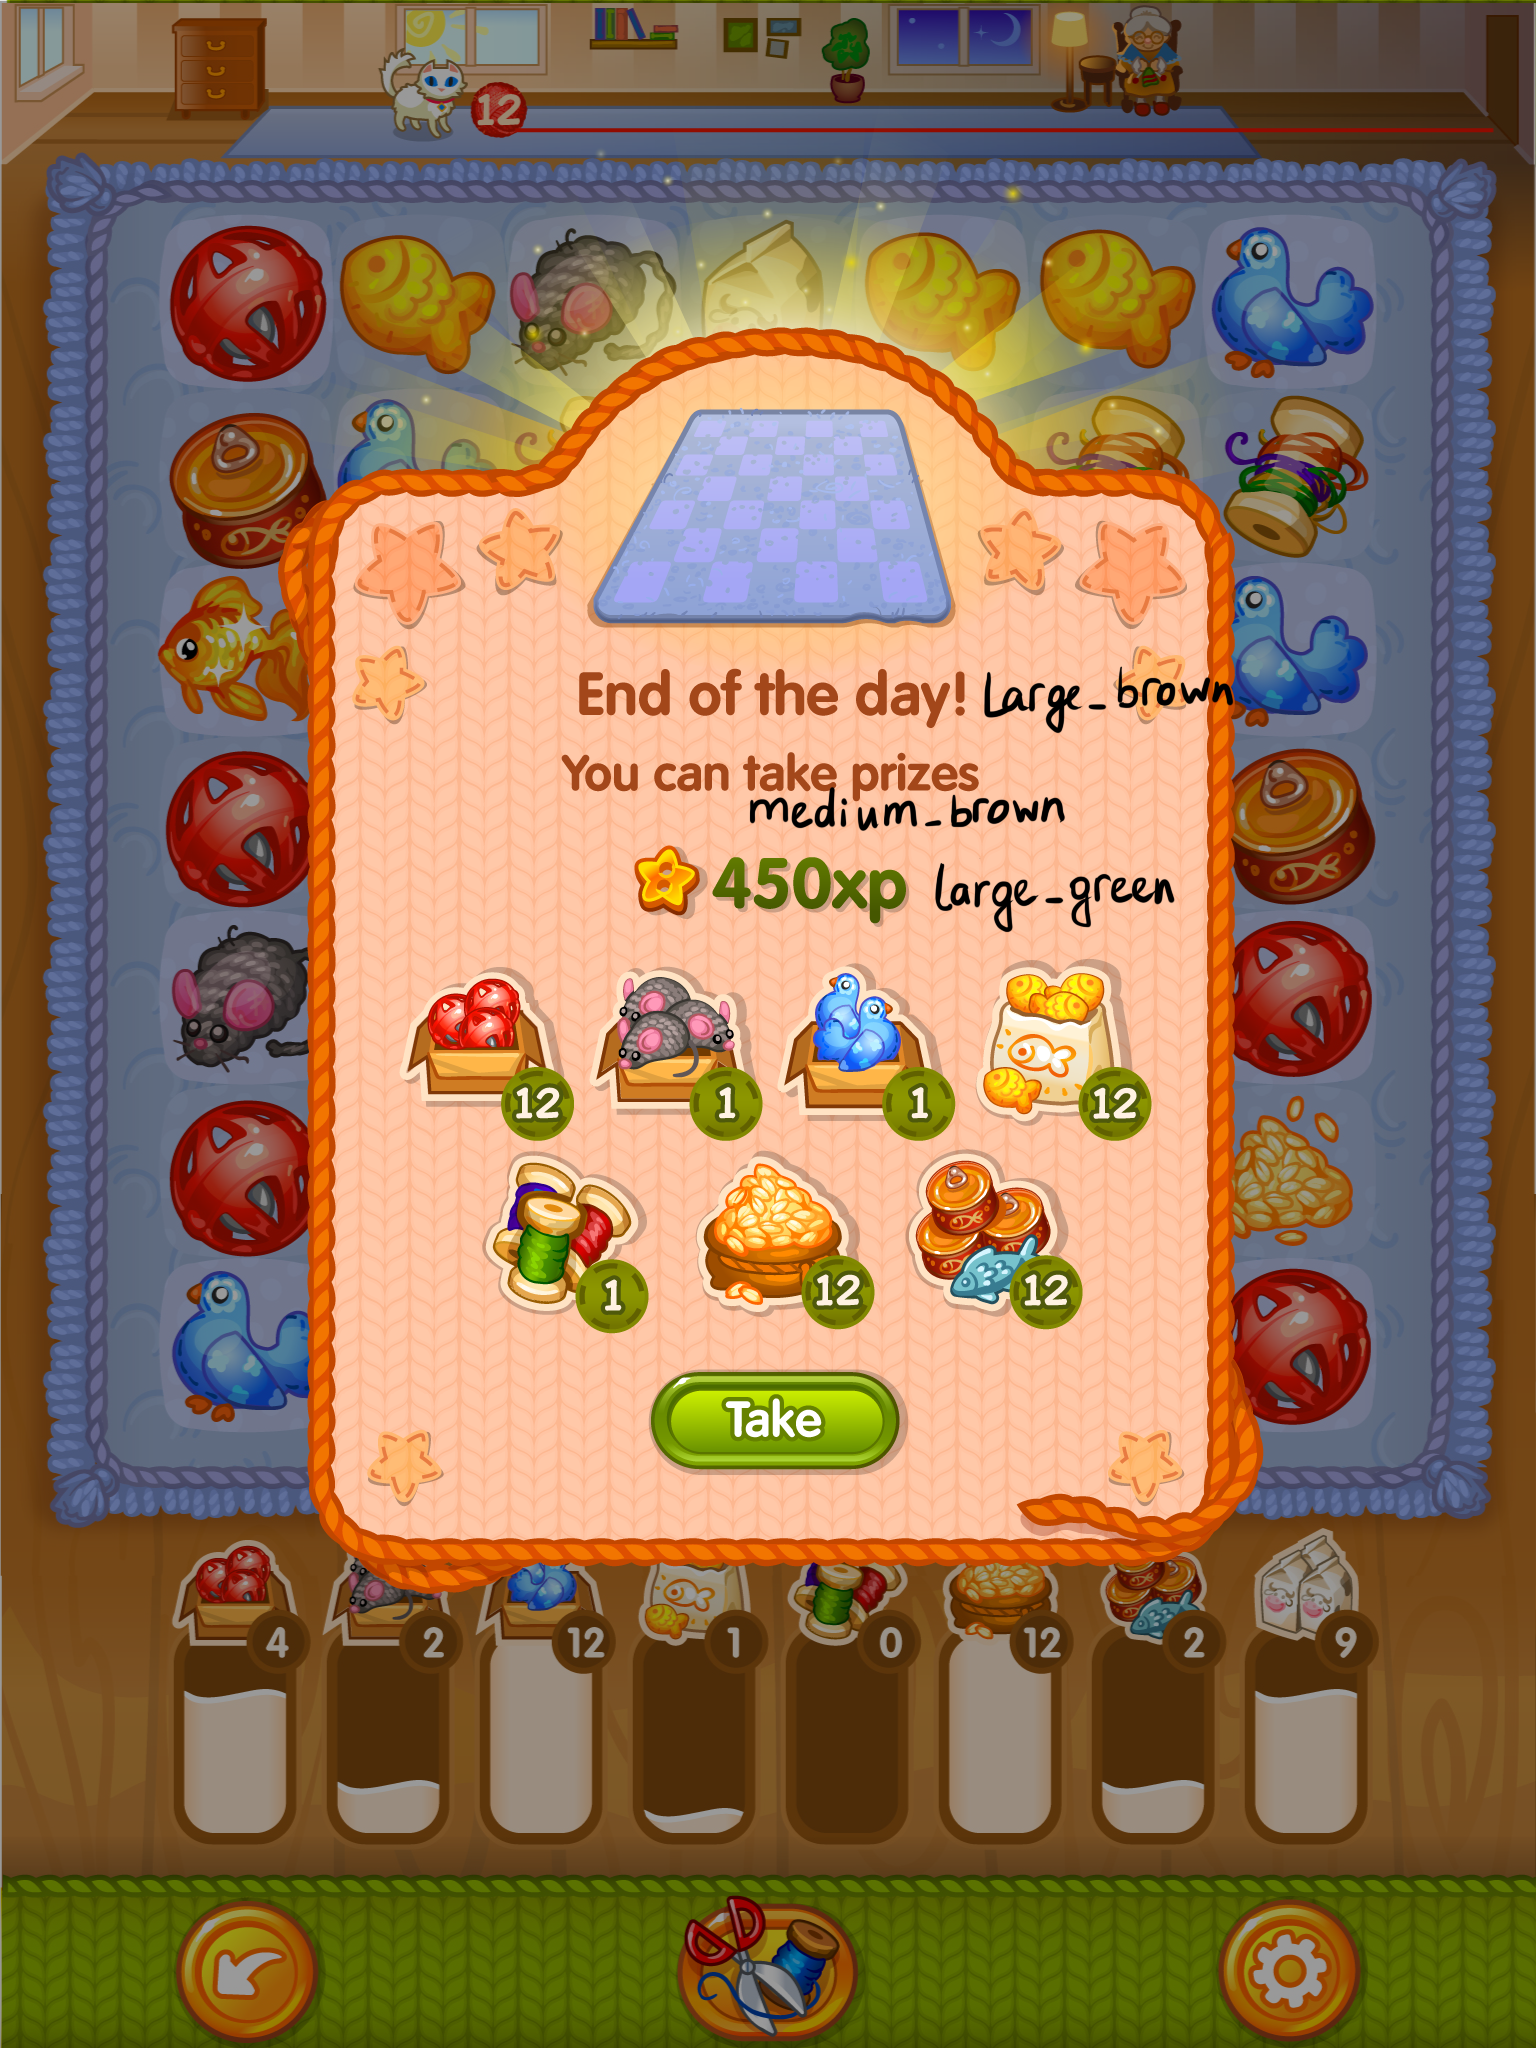 12
End of the day! Large_brown
You can take prizes
medium_brown
450xp large_green
12 1 1 12
1 12 12
Take
4 2 12 1 0 12 2 9